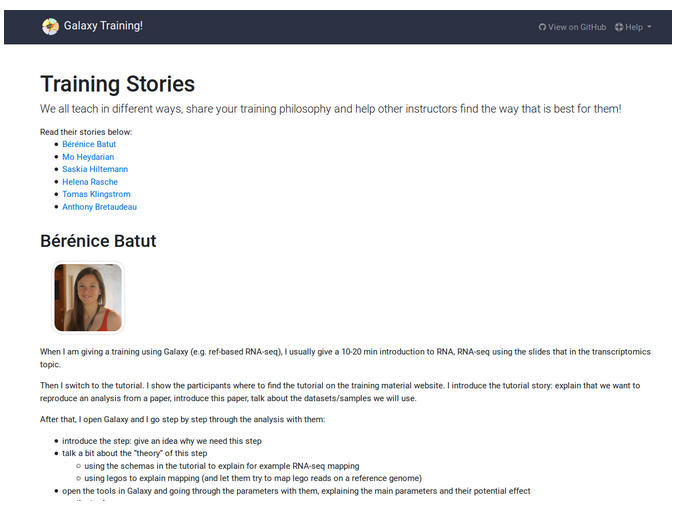 Galaxy Training!
View on GitHub
Help
Training Stories
We all teach in different ways, share your training philosophy and help other instructors find the way that is best for them!
Read their stories below:
Bérénice Batut
Mo Heydarian
Saskia Hiltemann
Helena Rasche
Tomas Klingstrom
Anthony Bretaudeau
Bérénice Batut
When I am giving a training using Galaxy (e.g. ref-based RNA-seq), I usually give a 10-20 min introduction to RNA, RNA-seq using the slides that in the transcriptomics
topic.
Then I switch to the tutorial. I show the participants where to find the tutorial on the training material website. I introduce the tutorial story: explain that we want to
reproduce an analysis from a paper, introduce this paper, talk about the datasets/samples we will use.
After that, I open Galaxy and I go step by step through the analysis with them:
introduce the step: give an idea why we need this step
talk a bit about the "theory" of this step
using the schemas in the tutorial to explain for example RNA-seq mapping
using legos to explain mapping (and let them try to map lego reads on a reference genome)
open the tools in Galaxy and going through the parameters with them, explaining the main parameters and their potential effect